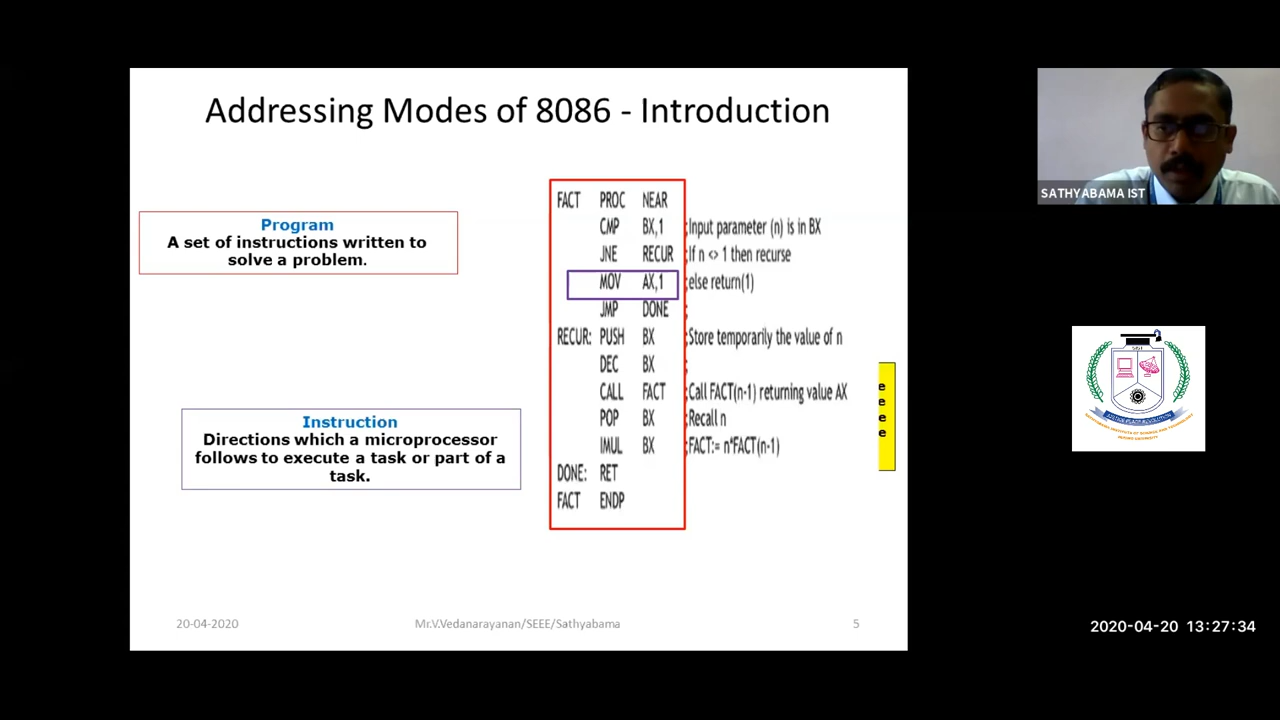 Addressing Modes of 8086 - Introduction
Program
A set of instructions written to
solve a problem.
Instruction
Directions which a microprocessor
follows to execute a task or part of a
task.
FACT PROC NEAR
CMP BX,1 ;Input parameter (n) is in BX
JNE RECUR ;If n <> 1 then recurse
MOV AX,1 ;else return(1)
JMP DONE ;
RECUR: PUSH BX ;Store temporarily the value of n
DEC BX ;
CALL FACT ;Call FACT(n-1) returning value AX
POP BX ;Recall n
IMUL BX ;FACT:= n*FACT(n-1)
DONE: RET
FACT ENDP
e
e
e
e
20-04-2020 Mr.V.Vedanarayanan/SEEE/Sathyabama 5
SATHYABAMA IST
2020-04-20 13:27:34